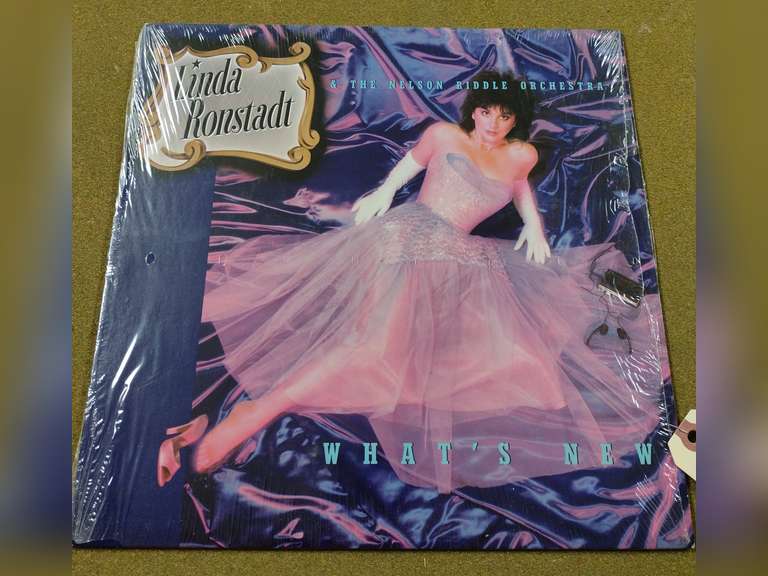 Linda
Ronstadt
& THE NELSON RIDDLE ORCHESTRA
WHAT'S NEW